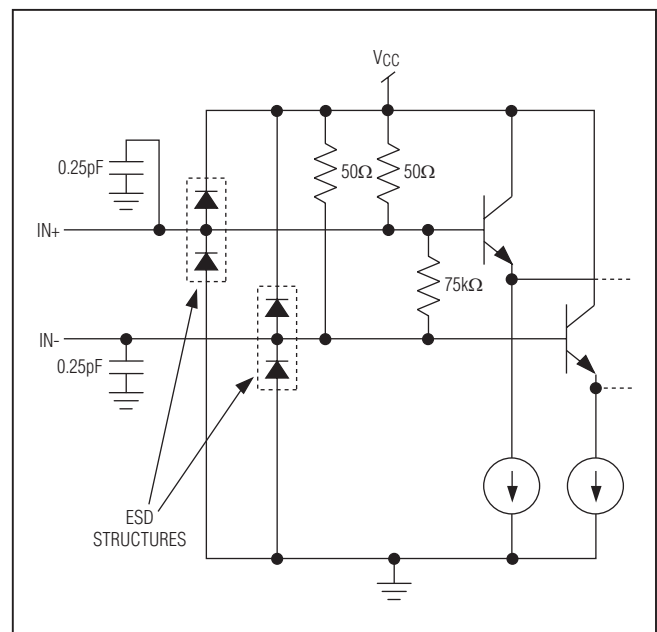 VCC
0.25pF
50Ω
50Ω
IN+
75kΩ
IN-
0.25pF
ESD
STRUCTURES